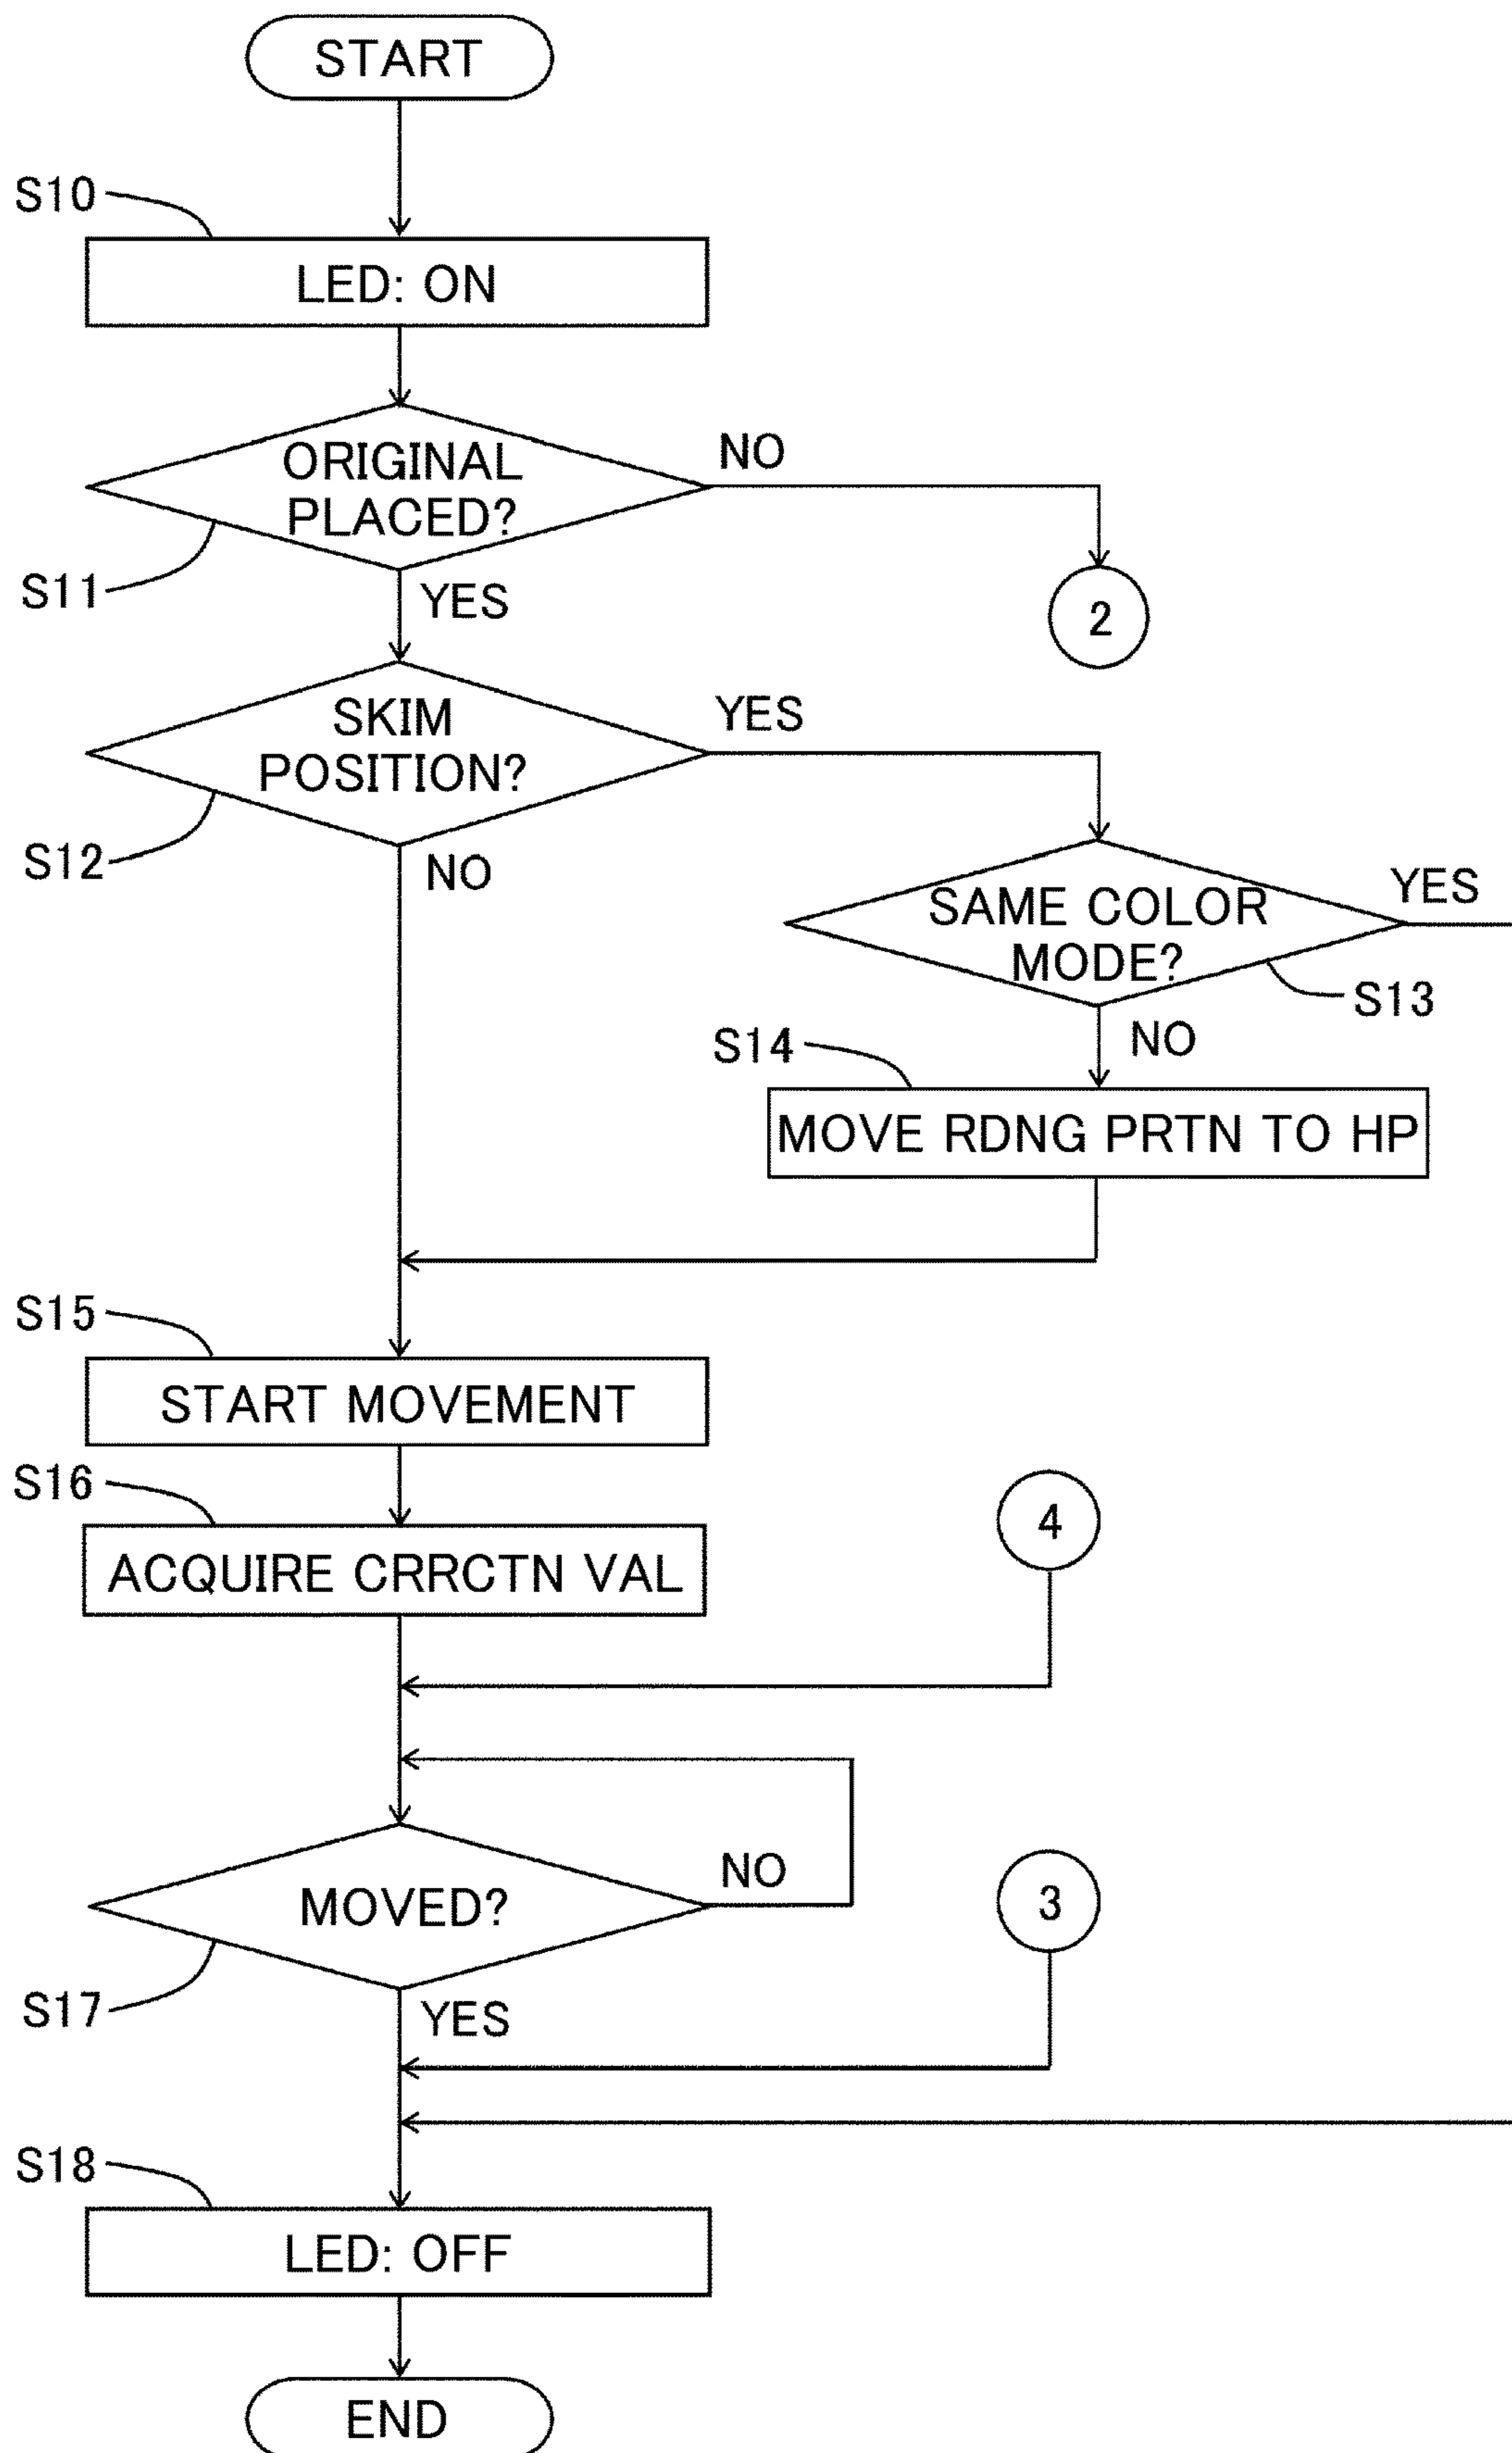 START
S10
LED: ON
ORIGINAL
PLACED?
NO
S11
YES
2
SKIM
POSITION?
YES
S12
NO
SAME COLOR
MODE?
YES
S13
NO
S14
MOVE RDNG PRTN TO HP
S15
START MOVEMENT
S16
ACQUIRE CRRCTN VAL
4
MOVED?
NO
3
S17
YES
S18
LED: OFF
END